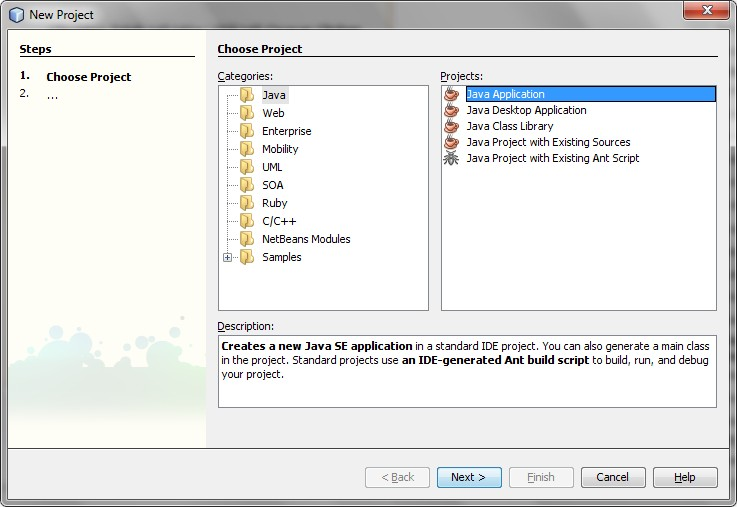 New Project
Steps
1. Choose Project
2. ...
Choose Project
Categories:
Java
Web
Enterprise
Mobility
UML
SOA
Ruby
C/C++
NetBeans Modules
Samples
Projects:
Java Application
Java Desktop Application
Java Class Library
Java Project with Existing Sources
Java Project with Existing Ant Script
Description:
Creates a new Java SE application in a standard IDE project. You can also generate a main class
in the project. Standard projects use an IDE-generated Ant build script to build, run, and debug
your project.
< Back
Next >
Finish
Cancel
Help